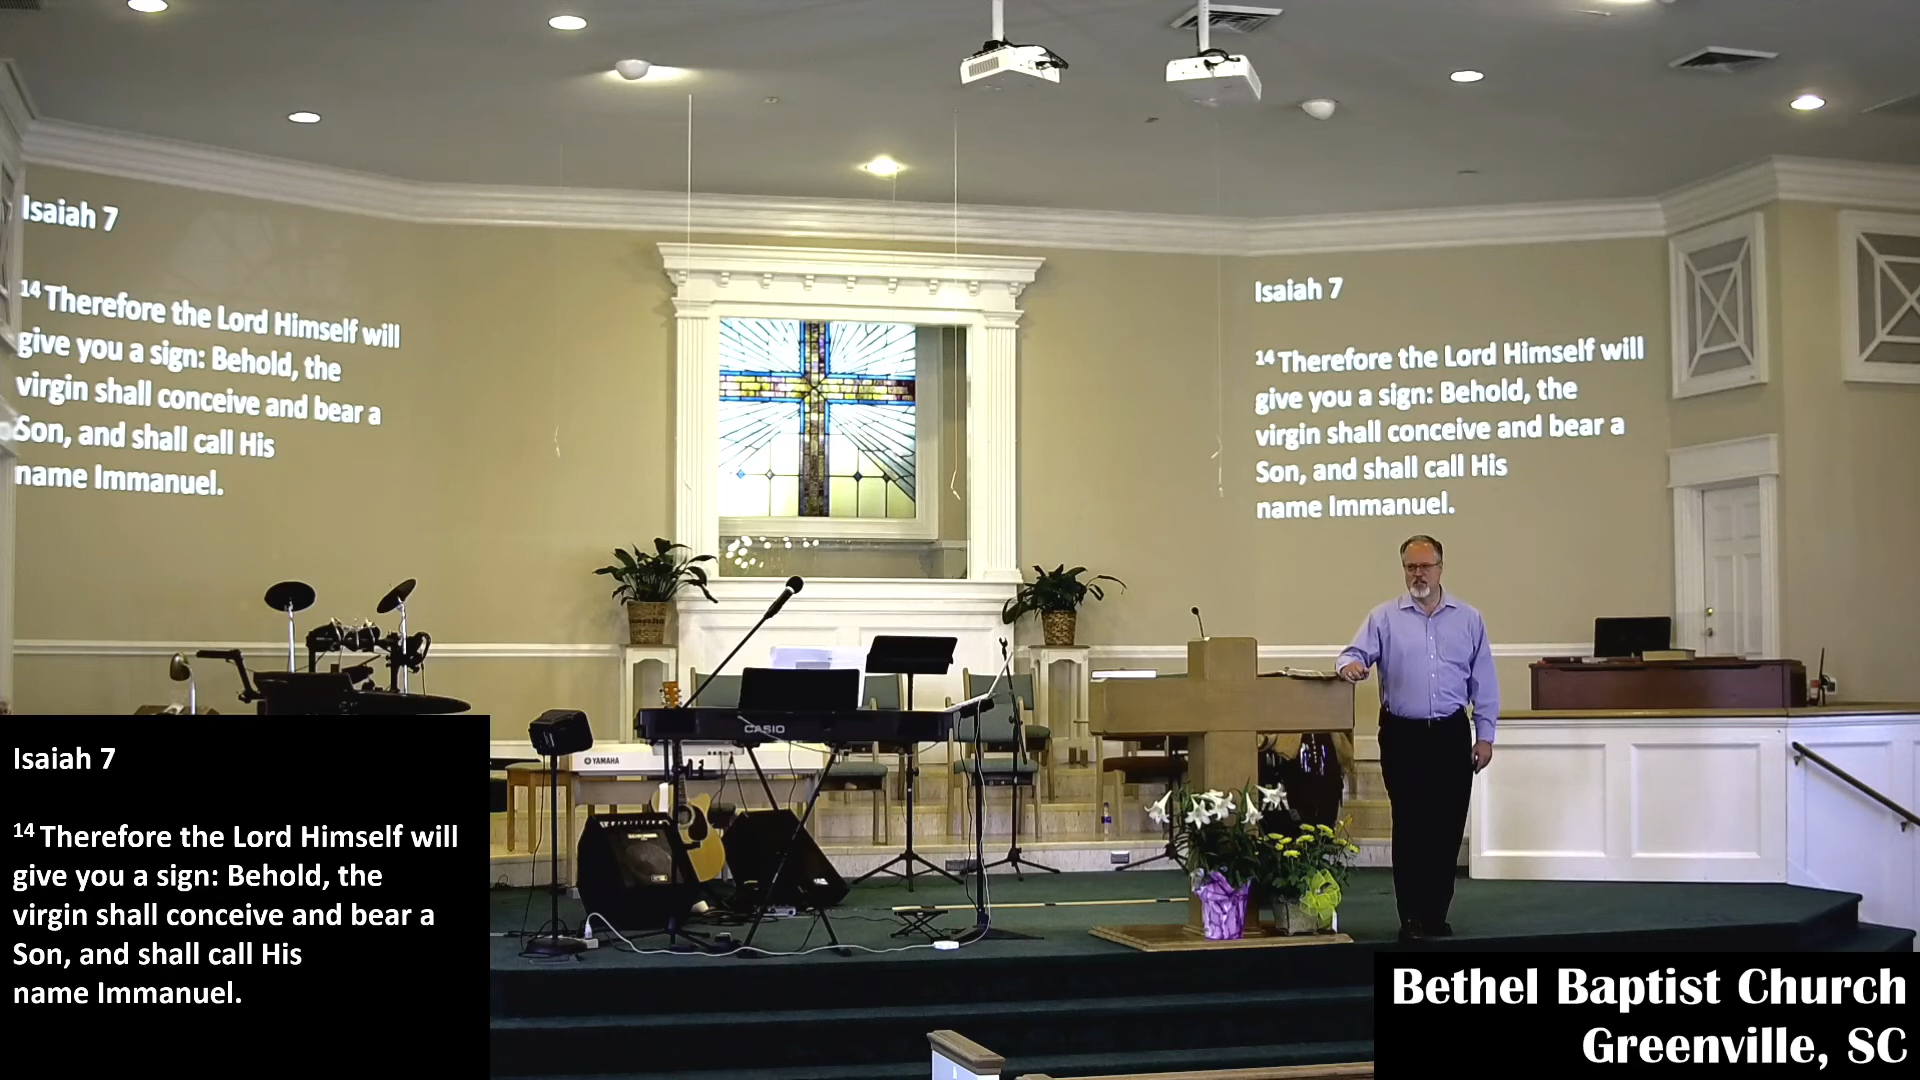 Isaiah 7
14 Therefore the Lord Himself will
give you a sign: Behold, the
virgin shall conceive and bear a
Son, and shall call His
name Immanuel.
Isaiah 7
14 Therefore the Lord Himself will
give you a sign: Behold, the
virgin shall conceive and bear a
Son, and shall call His
name Immanuel.
CASIO
YAMAHA
Isaiah 7
14 Therefore the Lord Himself will
give you a sign: Behold, the
virgin shall conceive and bear a
Son, and shall call His
name Immanuel.
Bethel Baptist Church
Greenville, SC